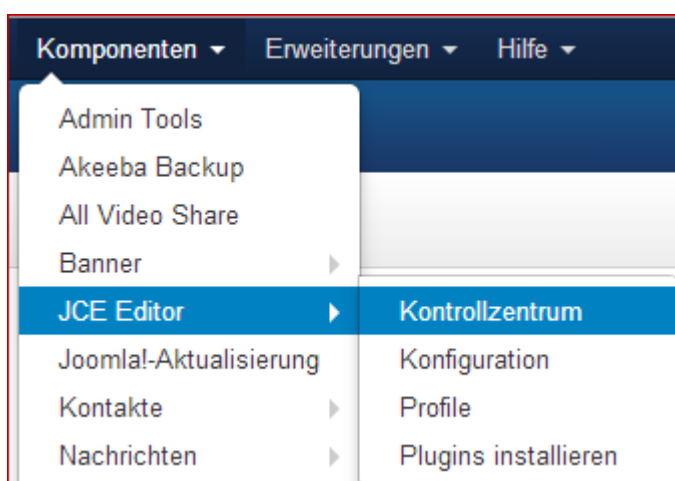 Komponenten Erweiterungen Hilfe
Admin Tools
Akeeba Backup
All Video Share
Banner
JCE Editor
Joomla!-Aktualisierung
Kontakte
Nachrichten
Kontrollzentrum
Konfiguration
Profile
Plugins installieren